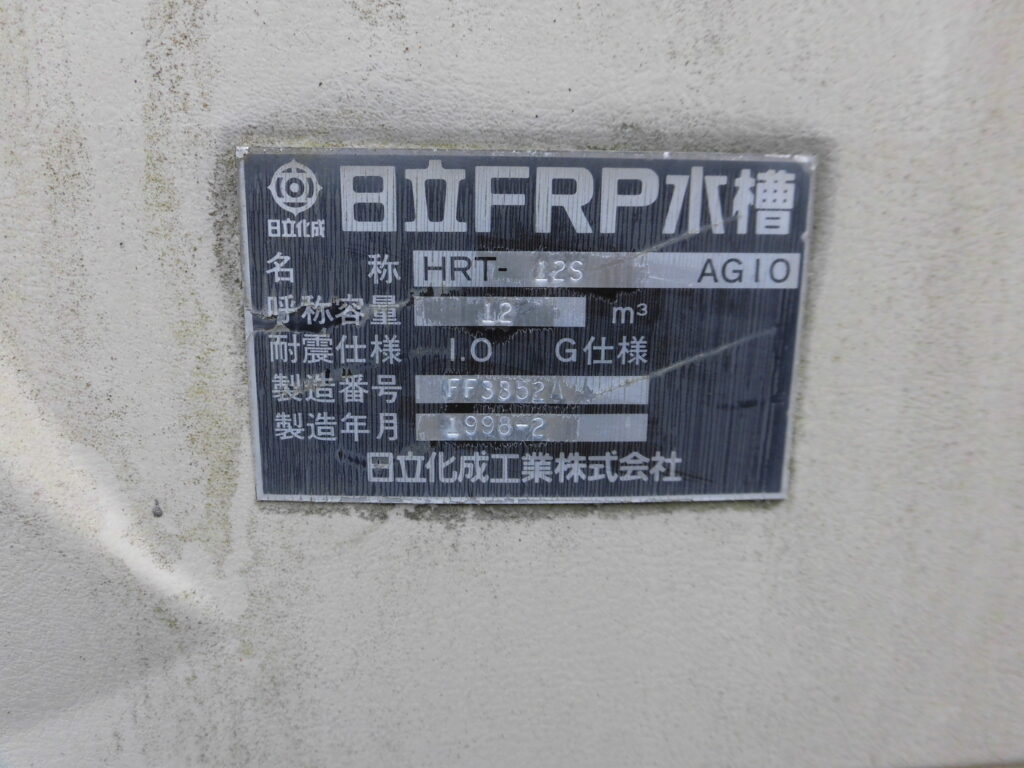 日立化成 日立FRP水槽
名称 HRT- 12S AG10
呼称容量 12 m³
耐震仕様 1.0 G仕様
製造番号 FF3852A
製造年月 1998-2
日立化成工業株式会社